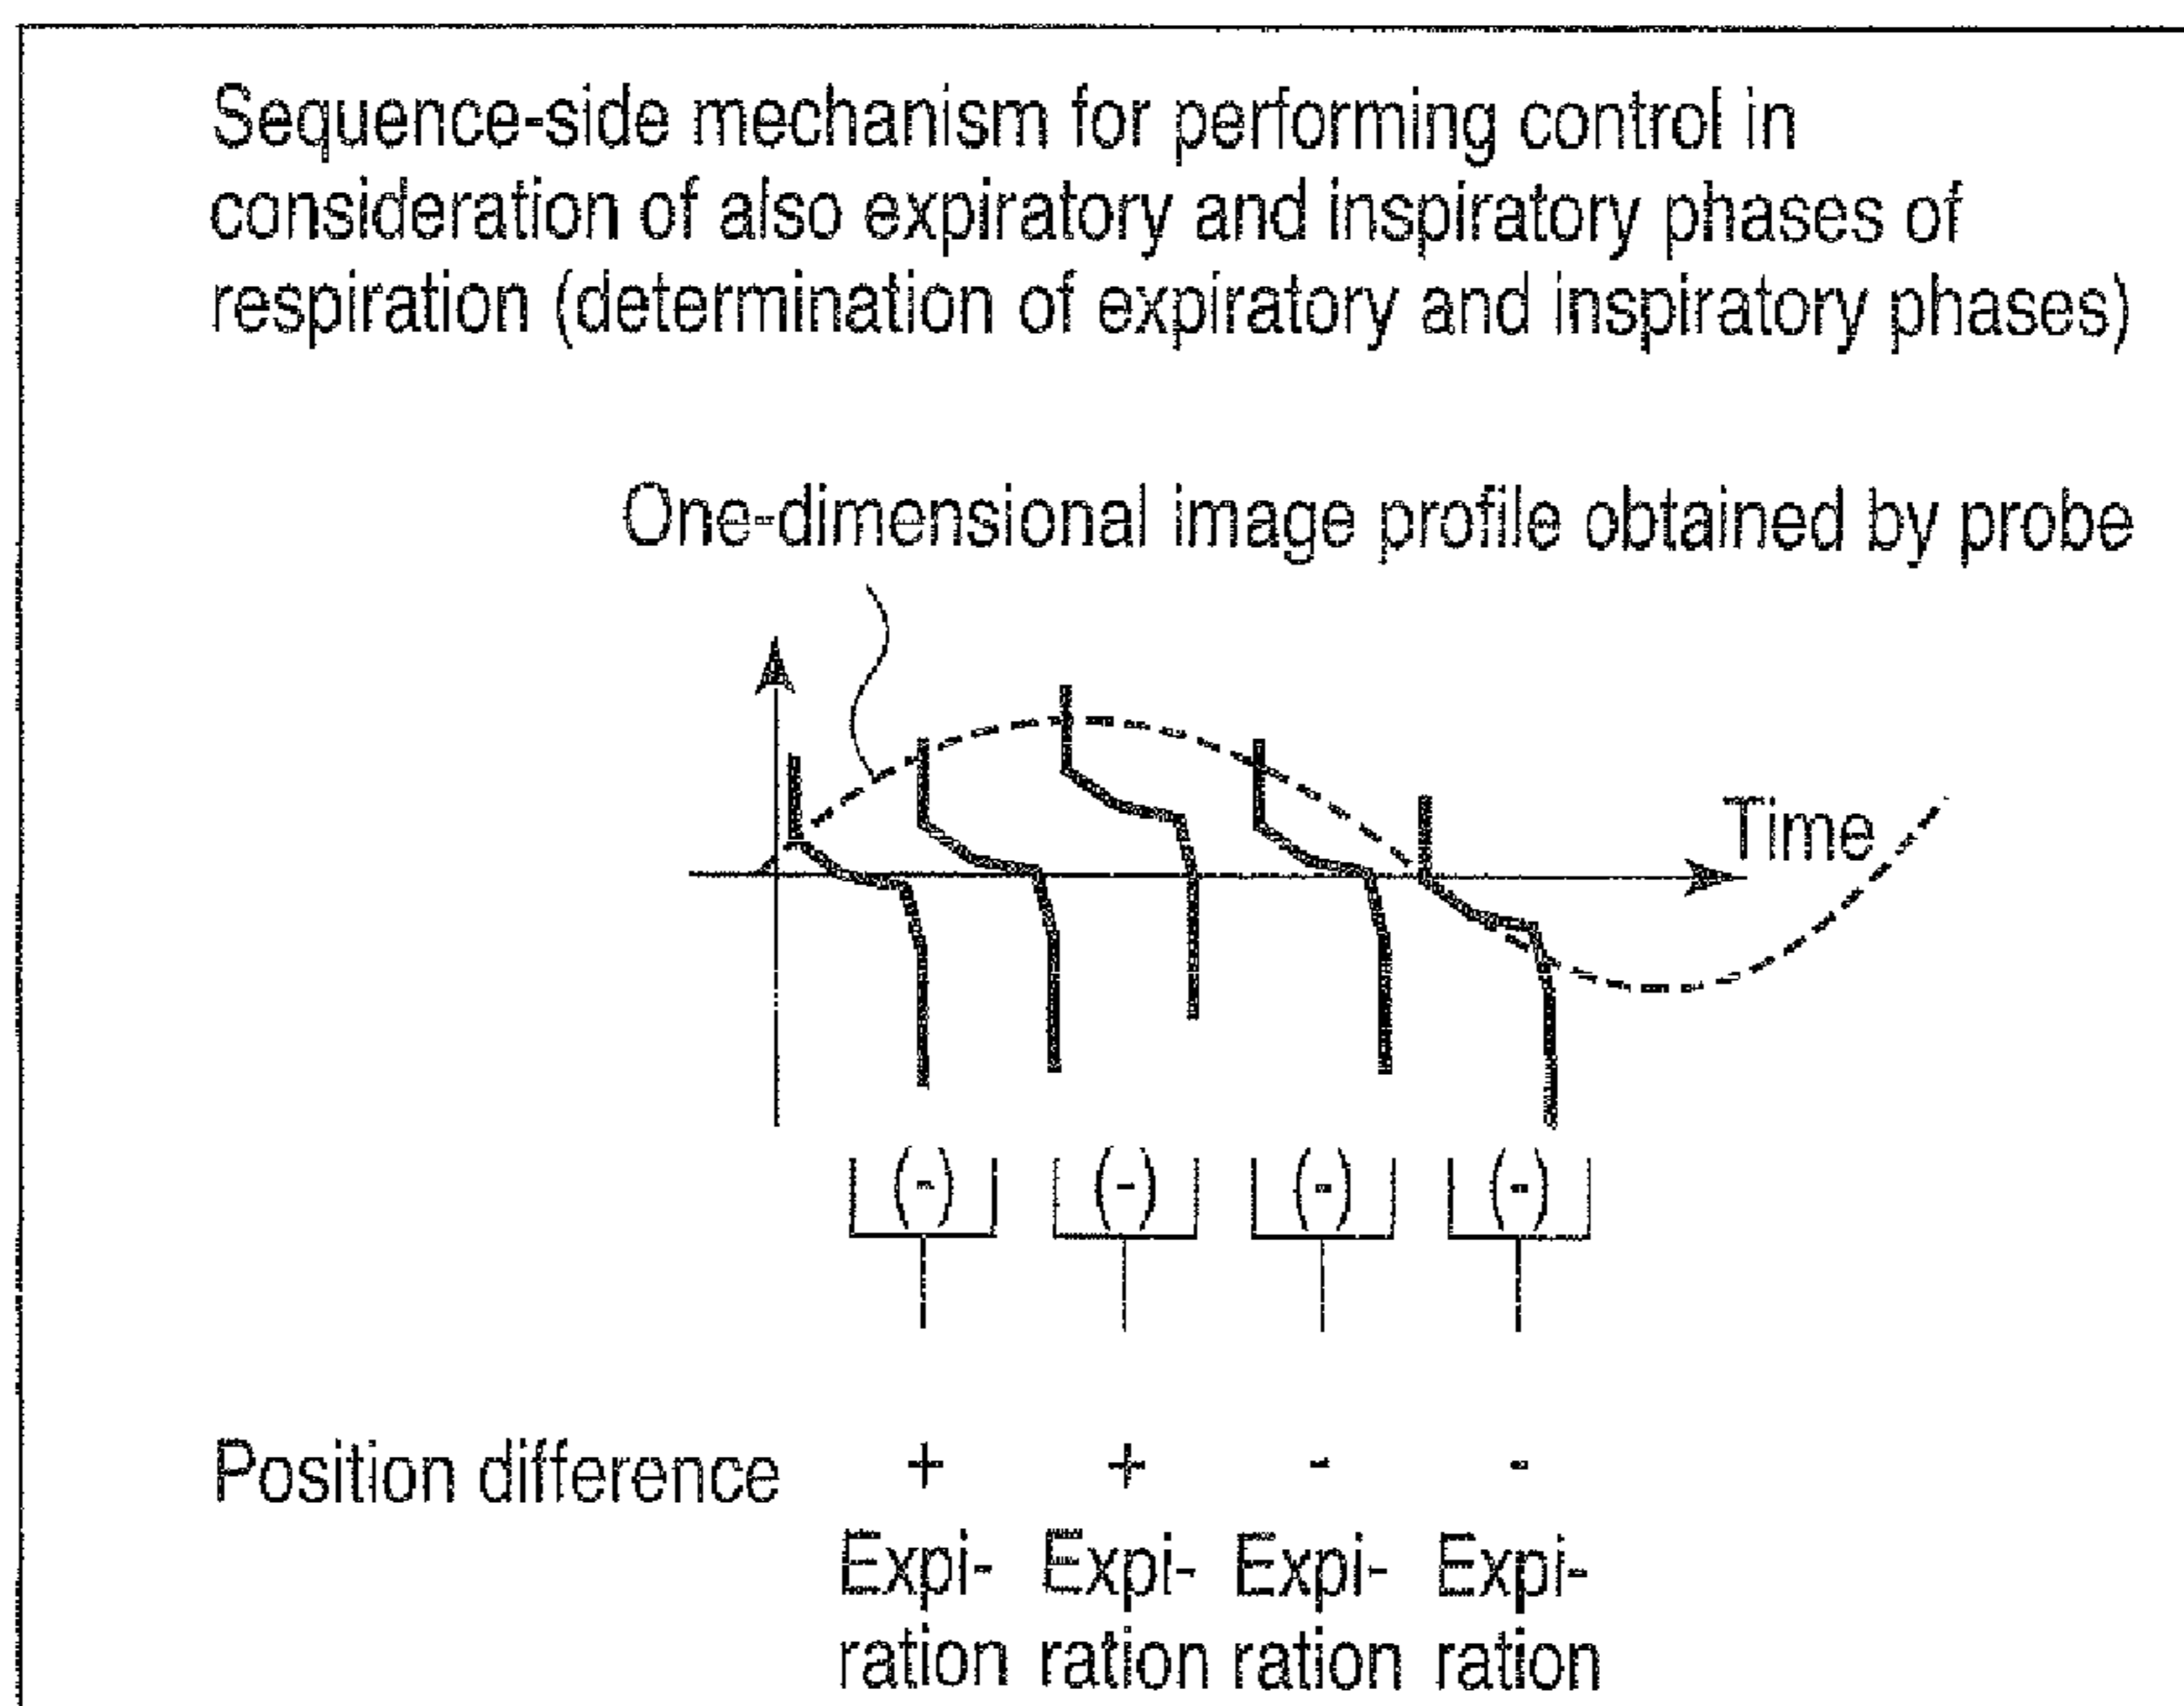 Sequence-side mechanism for performing control in
consideration of also expiratory and inspiratory phases of
respiration (determination of expiratory and inspiratory phases)
One-dimensional image profile obtained by probe
Time
(-) (-) (-) (-)
Position difference + + - -
Expi- Expi- Expi- Expi-
ration ration ration ration